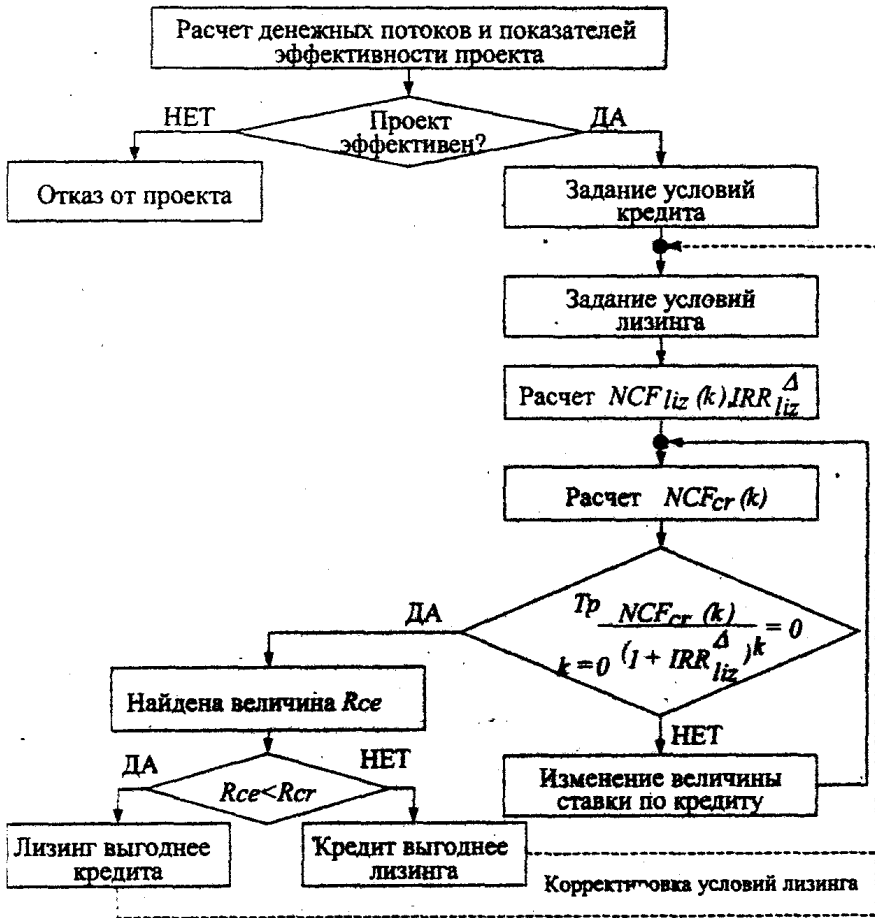 Расчет денежных потоков и показателей
эффективности проекта
НЕТ
Проект
эффективен?
ДА
Отказ от проекта
Задание условий
кредита
Задание условий
лизинга
Расчет NCF liz (k), IRR liz Δ
Расчет NCFcr (k)
ДА
Tp NCFcr (k) = 0
k=0 (1 + IRR liz Δ )k
НЕТ
Найдена величина Rce
Изменение величины
ставки по кредиту
ДА
НЕТ
Rce<Rcr
Лизинг выгоднее
кредита
Кредит выгоднее
лизинга
Корректировка условий лизинга